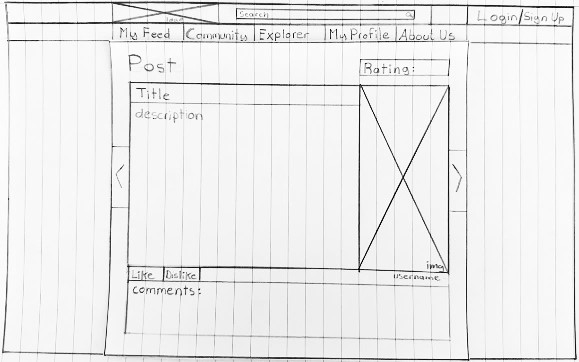 Search
Login/Sign Up
My Feed Community Explorer My Profile About Us
Post
Rating:
Title
description
img
Like Dislike
username
comments: